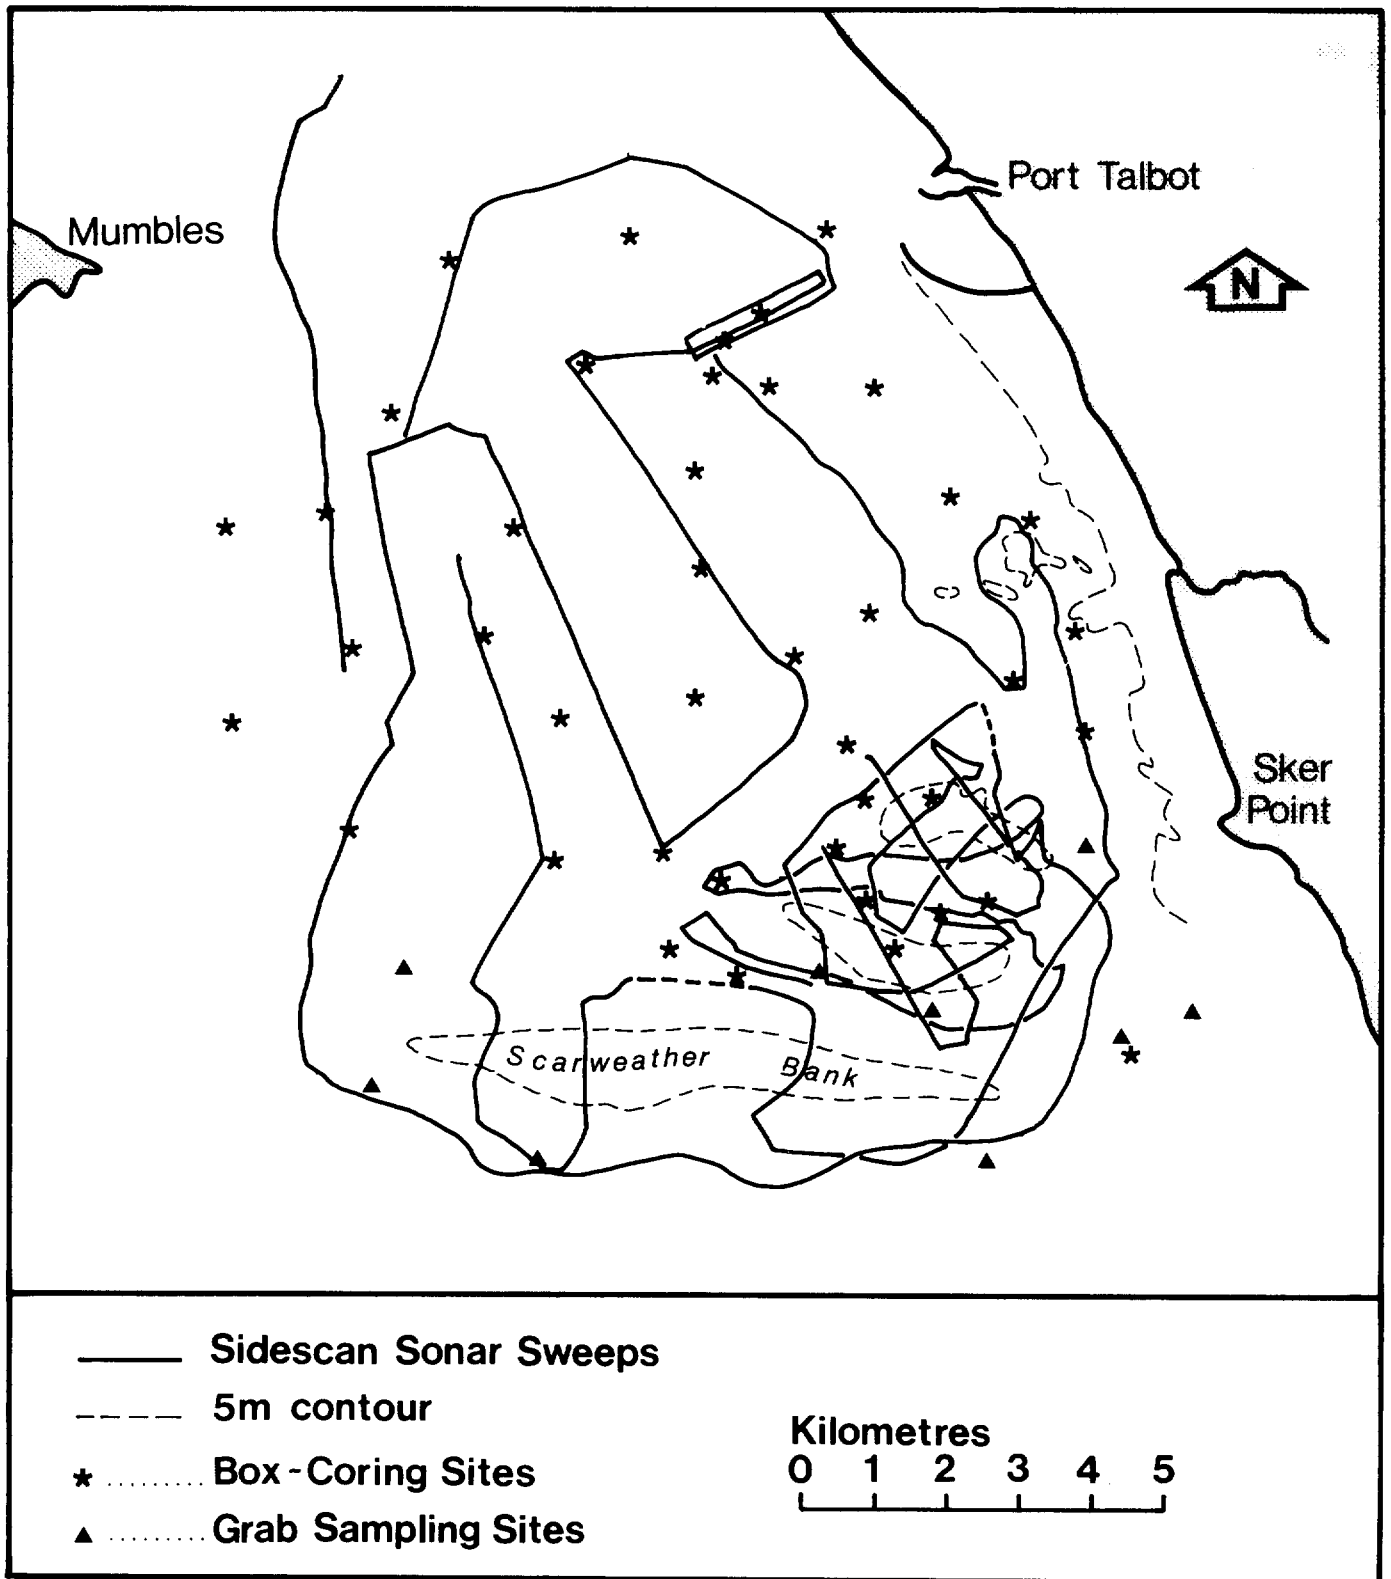 Port Talbot
Mumbles
N
Sker
Point
Scarweather Bank
Sidescan Sonar Sweeps
5m contour
Box-Coring Sites
Grab Sampling Sites
Kilometres
0 1 2 3 4 5